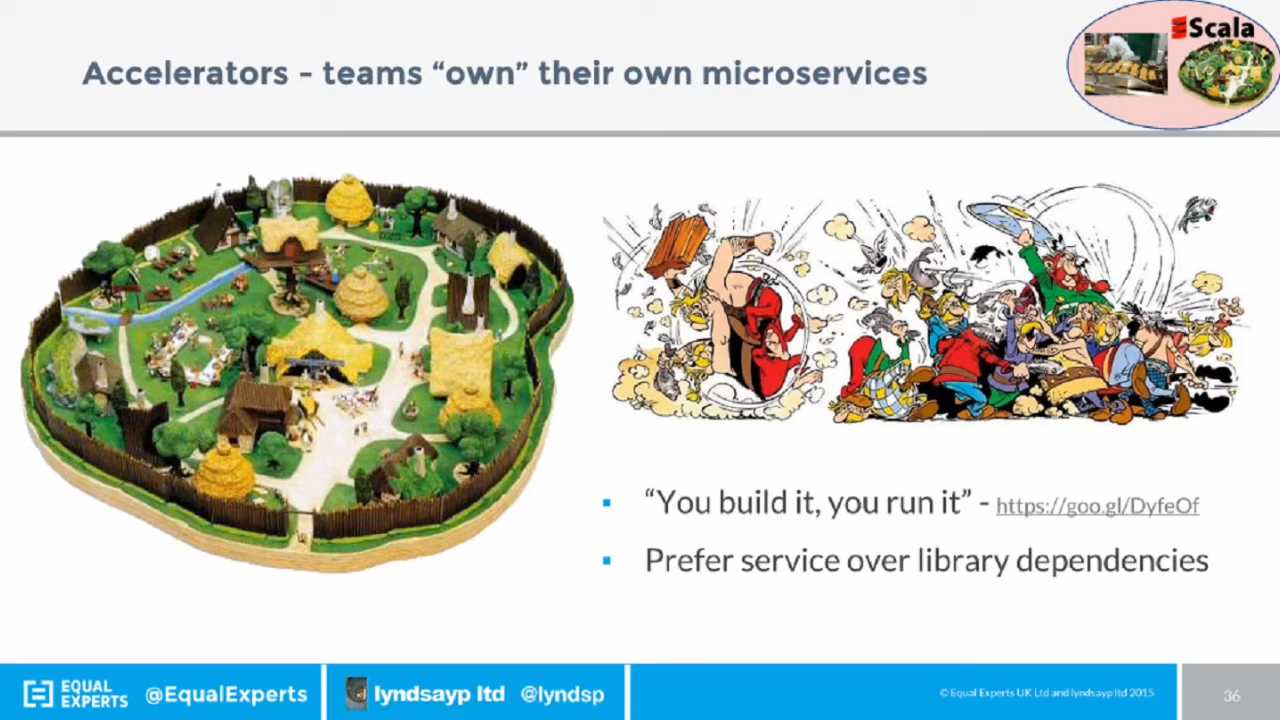 Scala
Accelerators - teams “own” their own microservices
“You build it, you run it” - https://goo.gl/DyfeOf
Prefer service over library dependencies
EQUAL
EXPERTS
@EqualExperts
lyndsayp ltd @lyndsp
© Equal Experts UK Ltd and lyndsayp ltd 2015
36